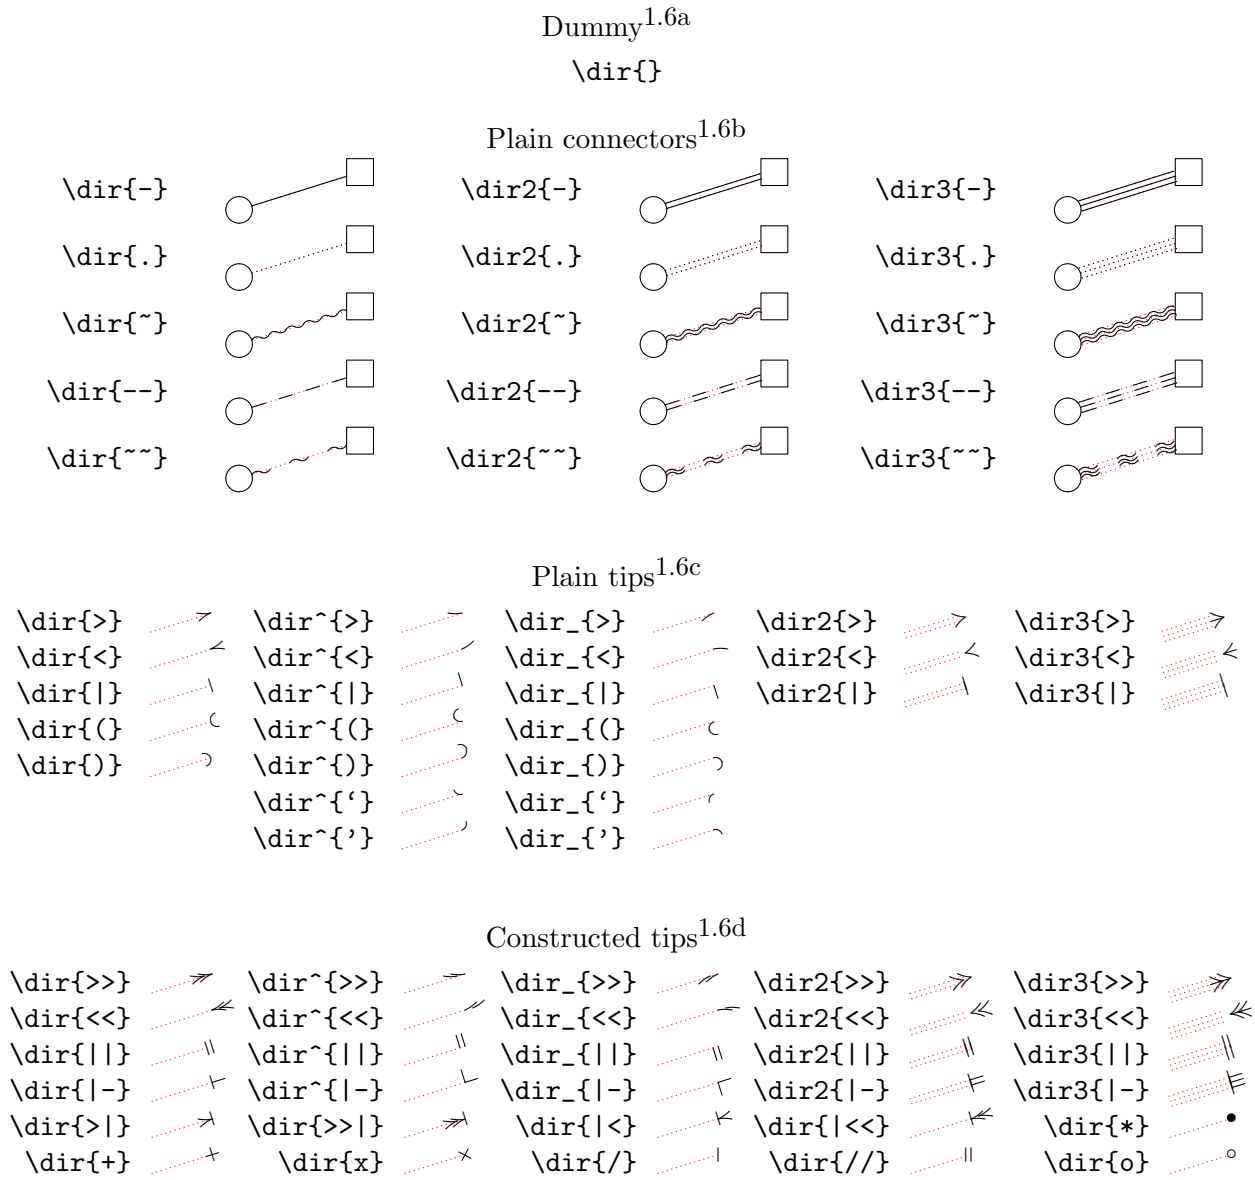 Dummy1.6a
\dir{}
Plain connectors1.6b
\dir{-} \dir2{-} \dir3{-}
\dir{.} \dir2{.} \dir3{.}
\dir{~} \dir2{~} \dir3{~}
\dir{--} \dir2{--} \dir3{--}
\dir{~~} \dir2{~~} \dir3{~~}
Plain tips1.6c
\dir{>} \dir^{>} \dir_{>} \dir2{>} \dir3{>}
\dir{<} \dir^{<} \dir_{<} \dir2{<} \dir3{<}
\dir{|} \dir^{|} \dir_{|} \dir2{|} \dir3{|}
\dir{(} \dir^{(} \dir_{(}
\dir{)} \dir^{)} \dir_{)}
\dir^{‘} \dir_{‘}
\dir^{’} \dir_{’}
Constructed tips1.6d
\dir{>>} \dir^{>>} \dir_{>>} \dir2{>>} \dir3{>>}
\dir{<<} \dir^{<<} \dir_{<<} \dir2{<<} \dir3{<<}
\dir{||} \dir^{||} \dir_{||} \dir2{||} \dir3{||}
\dir{|-} \dir^{|-} \dir_{|-} \dir2{|-} \dir3{|-}
\dir{>|} \dir{>>|} \dir{|<} \dir{|<<} \dir{*}
\dir{+} \dir{x} \dir{/} \dir{//} \dir{o}